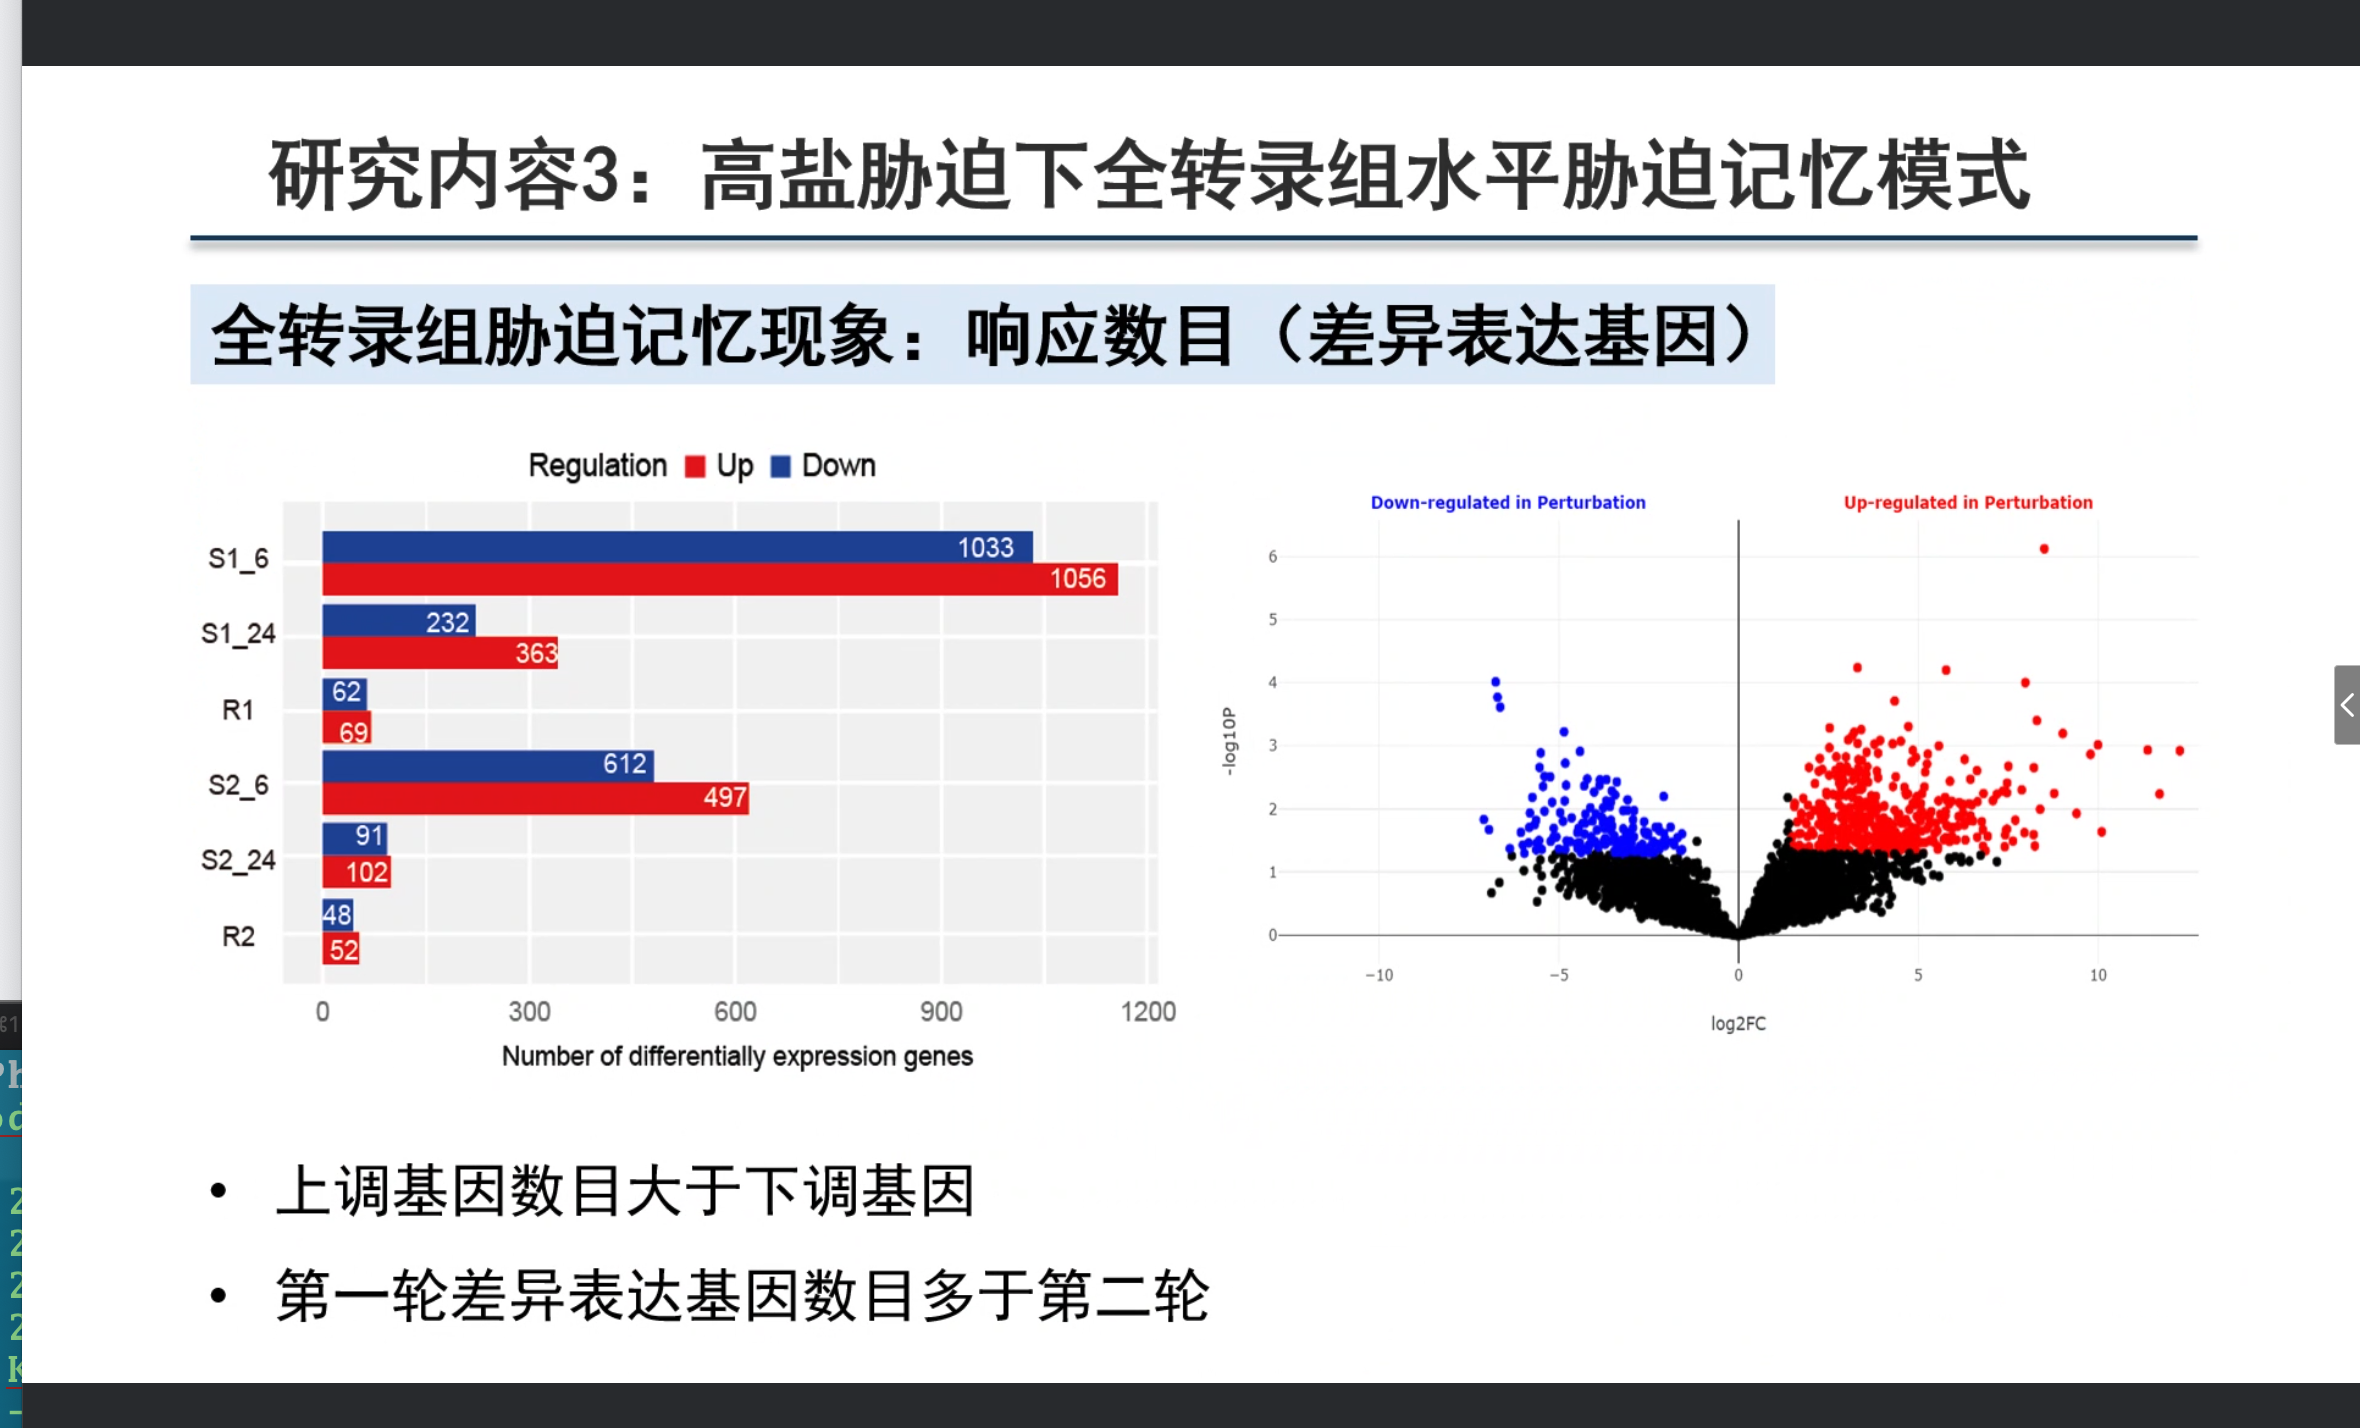 研究内容3：高盐胁迫下全转录组水平胁迫记忆模式
全转录组胁迫记忆现象：响应数目（差异表达基因）
Regulation Up Down
S1_6
1033
1056
S1_24
232
363
R1
62
69
S2_6
612
497
S2_24
91
102
R2
48
52
0 300 600 900 1200
Number of differentially expression genes
Down-regulated in Perturbation Up-regulated in Perturbation
6
5
4
3
2
1
0
-log10P
−10 −5 0 5 10
log2FC
• 上调基因数目大于下调基因
• 第一轮差异表达基因数目多于第二轮